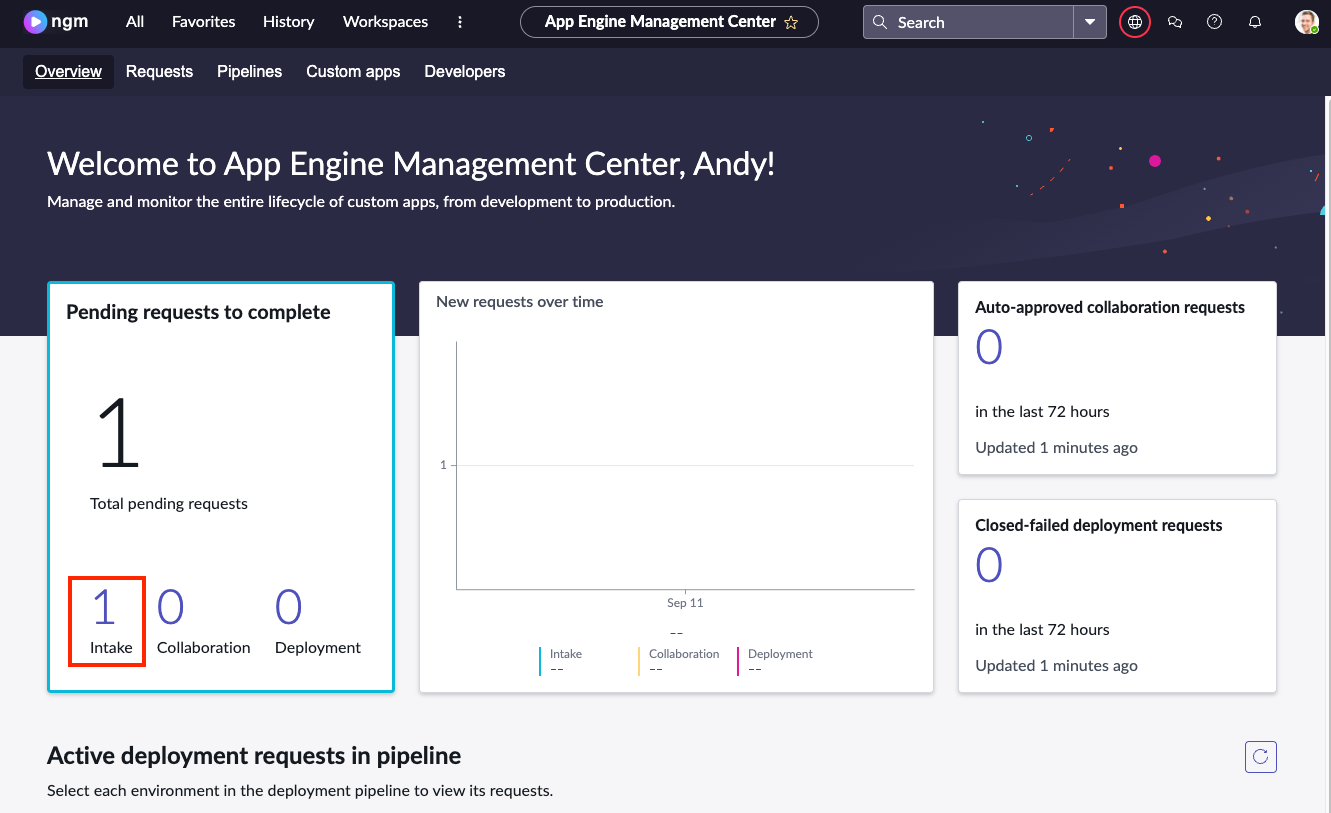 ngm All Favorites History Workspaces App Engine Management Center Search
Overview Requests Pipelines Custom apps Developers
Welcome to App Engine Management Center, Andy!
Manage and monitor the entire lifecycle of custom apps, from development to production.
Pending requests to complete
1
Total pending requests
1 0 0
Intake Collaboration Deployment
New requests over time
1
Sep 11
--
Intake Collaboration Deployment
-- -- --
Auto-approved collaboration requests
0
in the last 72 hours
Updated 1 minutes ago
Closed-failed deployment requests
0
in the last 72 hours
Updated 1 minutes ago
Active deployment requests in pipeline
Select each environment in the deployment pipeline to view its requests.